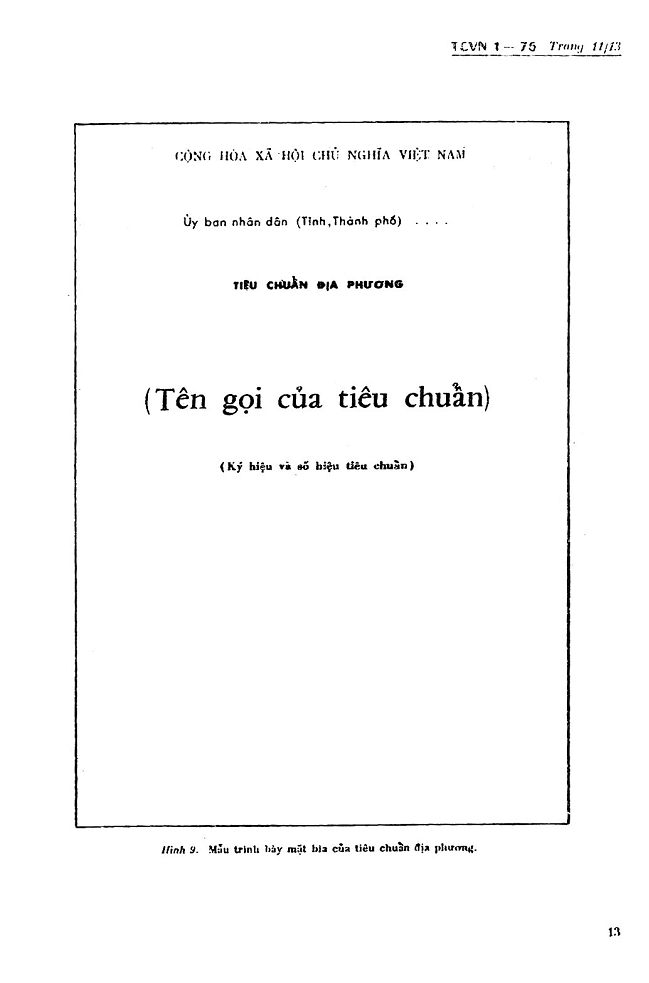 TCVN 1 — 76 Trang 11/13
CỘNG HÒA XÃ HỘI CHỦ NGHĨA VIỆT NAM
Ủy ban nhân dân (Tỉnh,Thành phố) . . . .
TIÊU CHUẨN ĐỊA PHƯƠNG
(Tên gọi của tiêu chuẩn)
(Ký hiệu và số hiệu tiêu chuẩn)
Hình 9. Mẫu trình bày mặt bìa của tiêu chuẩn địa phương.
13